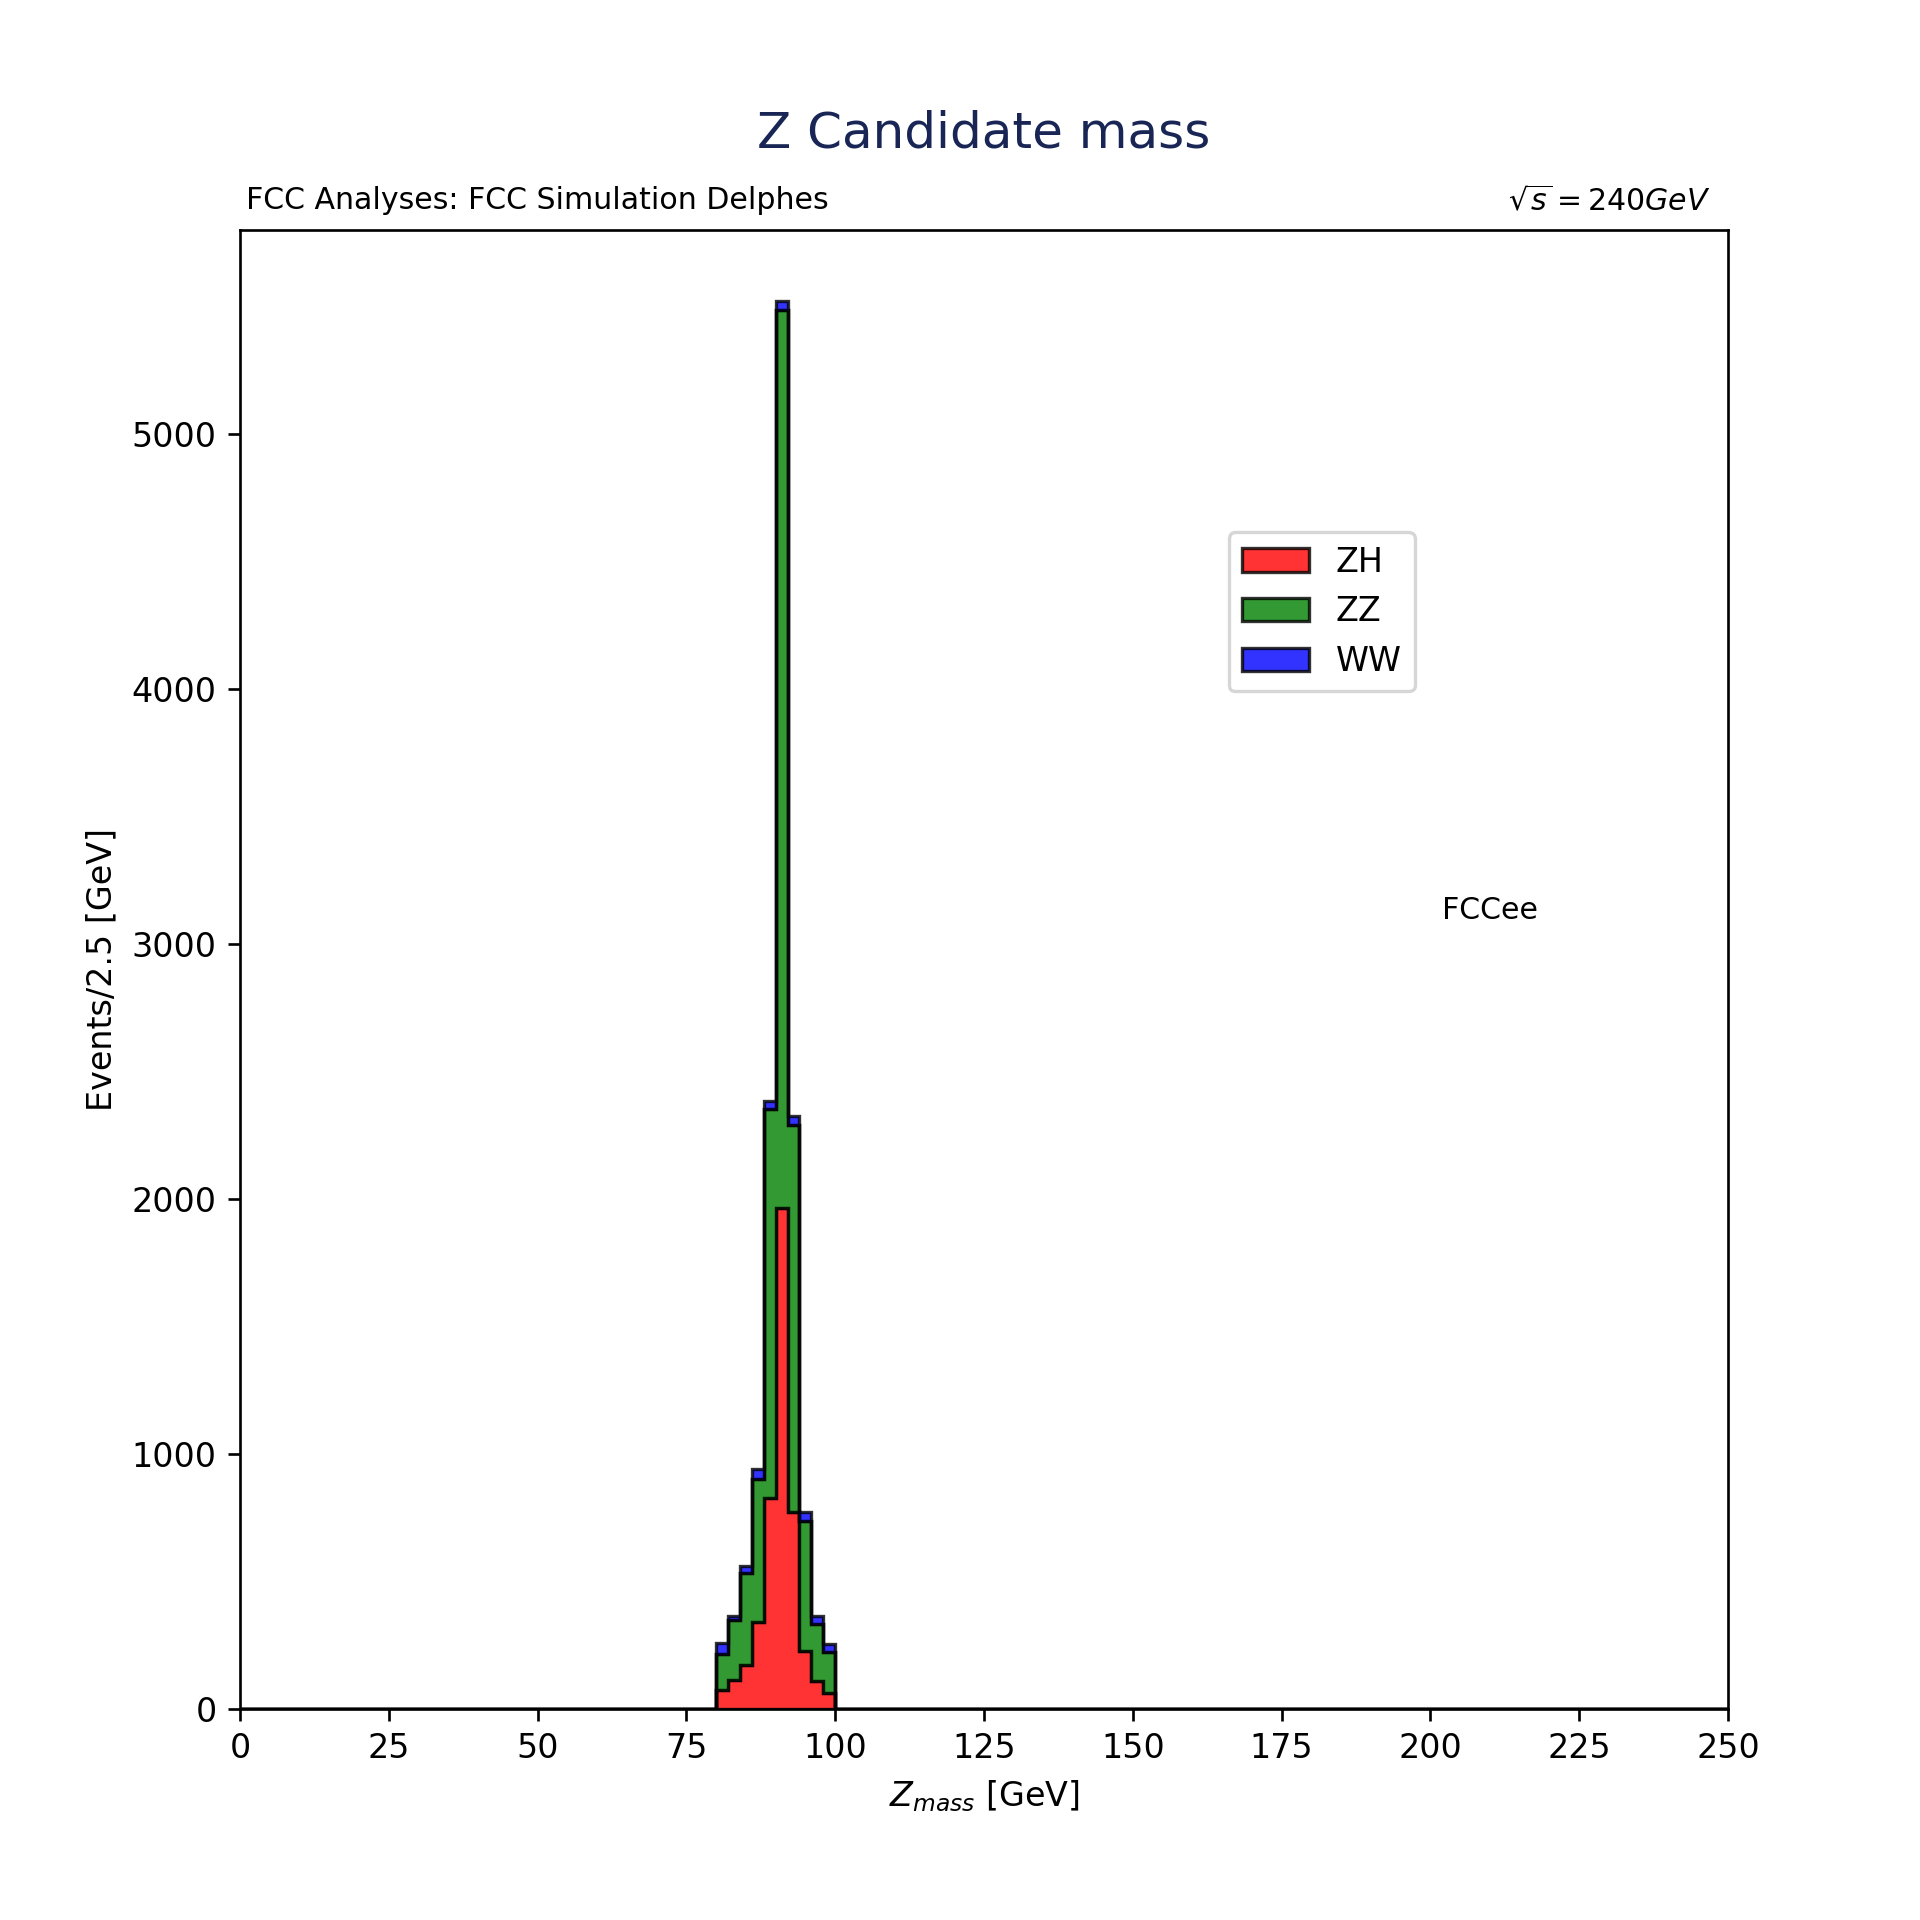 Z Candidate mass
FCC Analyses: FCC Simulation Delphes
√s = 240GeV
ZH
ZZ
WW
FCCee
Events/2.5 [GeV]
5000
4000
3000
2000
1000
0
0 25 50 75 100 125 150 175 200 225 250
Z_mass [GeV]